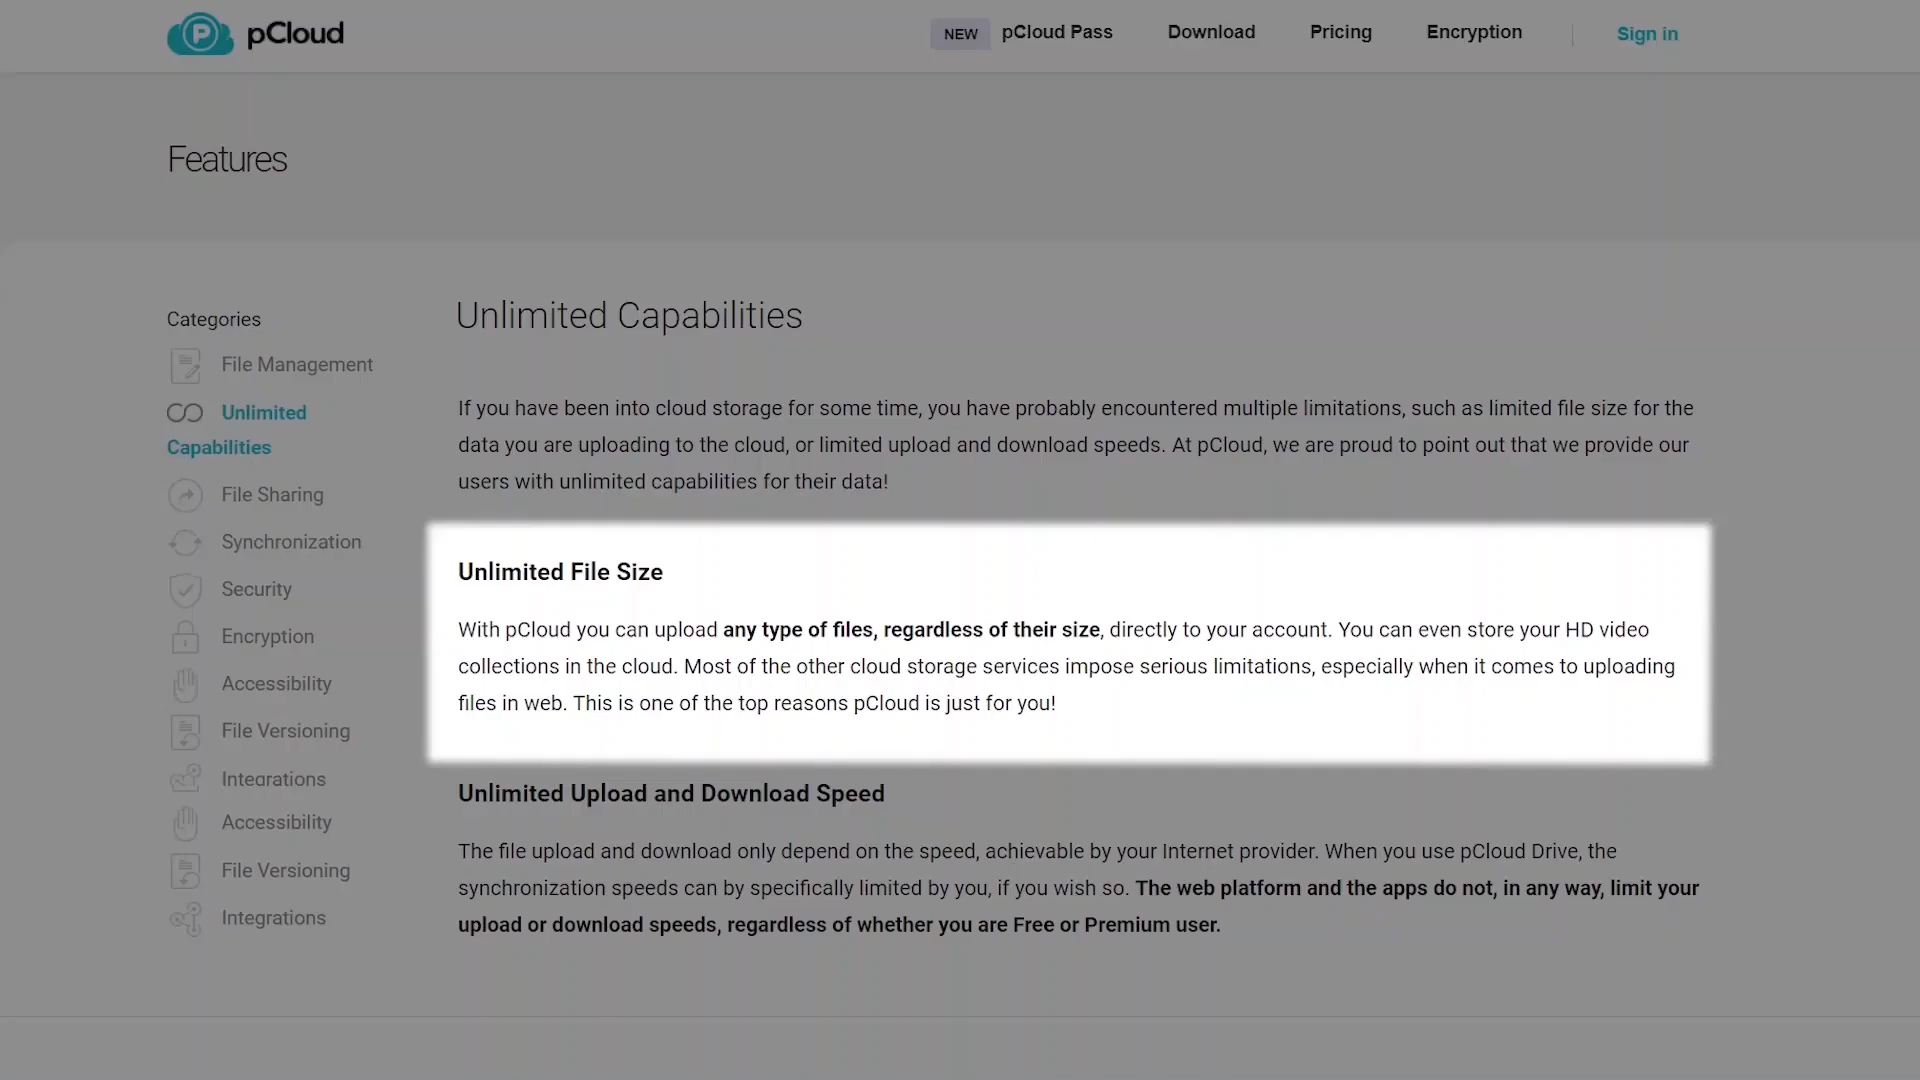 pCloud
NEW pCloud Pass Download Pricing Encryption Sign in
Features
Categories
File Management
Unlimited
Capabilities
File Sharing
Synchronization
Security
Encryption
Accessibility
File Versioning
Integrations
Accessibility
File Versioning
Integrations
Unlimited Capabilities
If you have been into cloud storage for some time, you have probably encountered multiple limitations, such as limited file size for the
data you are uploading to the cloud, or limited upload and download speeds. At pCloud, we are proud to point out that we provide our
users with unlimited capabilities for their data!
Unlimited File Size
With pCloud you can upload any type of files, regardless of their size, directly to your account. You can even store your HD video
collections in the cloud. Most of the other cloud storage services impose serious limitations, especially when it comes to uploading
files in web. This is one of the top reasons pCloud is just for you!
Unlimited Upload and Download Speed
The file upload and download only depend on the speed, achievable by your Internet provider. When you use pCloud Drive, the
synchronization speeds can by specifically limited by you, if you wish so. The web platform and the apps do not, in any way, limit your
upload or download speeds, regardless of whether you are Free or Premium user.